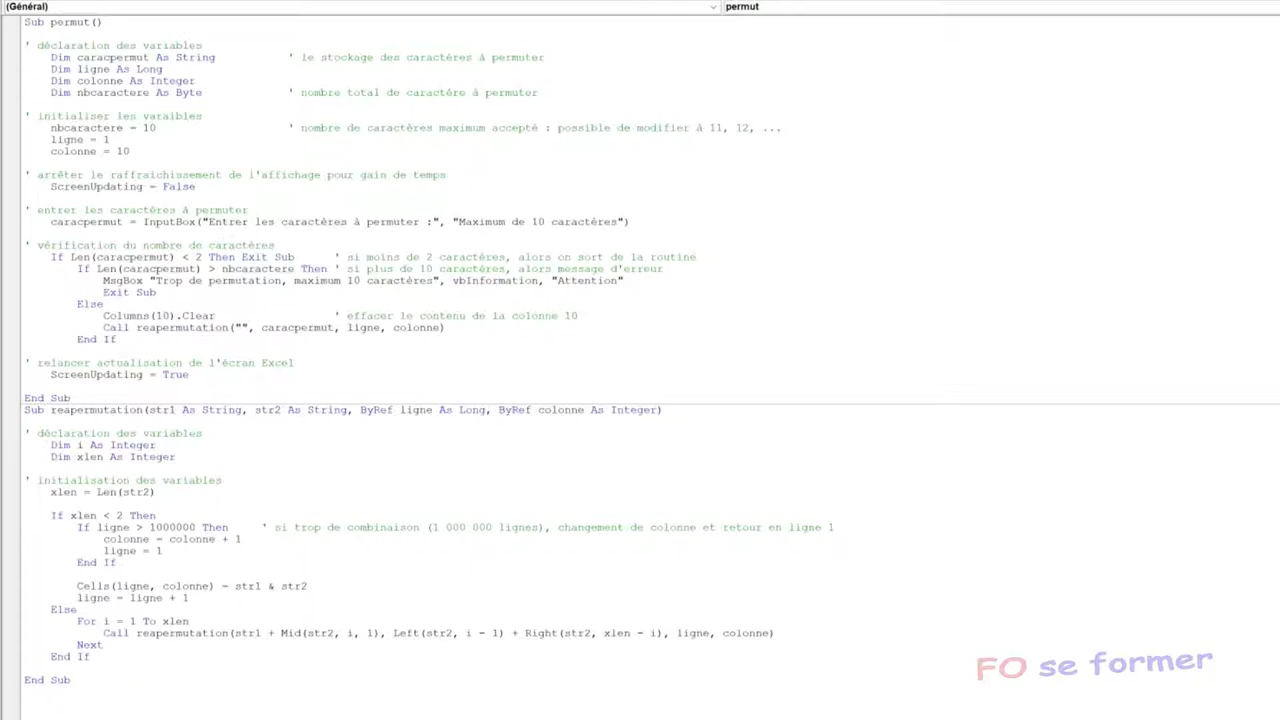 (Général) permut
Sub permut()
' déclaration des variables
Dim caracpermut As String ' le stockage des caractères à permuter
Dim ligne As Long
Dim colonne As Integer
Dim nbcaractere As Byte ' nombre total de caractère à permuter
' initialiser les varaibles
nbcaractere = 10 ' nombre de caractères maximum accepté : possible de modifier à 11, 12, ...
ligne = 1
colonne = 10
' arrêter le raffraichissement de l'affichage pour gain de temps
ScreenUpdating = False
' entrer les caractères à permuter
caracpermut = InputBox("Entrer les caractères à permuter :", "Maximum de 10 caractères")
' vérification du nombre de caractères
If Len(caracpermut) < 2 Then Exit Sub ' si moins de 2 caractères, alors on sort de la routine
If Len(caracpermut) > nbcaractere Then ' si plus de 10 caractères, alors message d'erreur
MsgBox "Trop de permutation, maximum 10 caractères", vbInformation, "Attention"
Exit Sub
Else
Columns(10).Clear ' effacer le contenu de la colonne 10
Call reapermutation("", caracpermut, ligne, colonne)
End If
' relancer actualisation de l'écran Excel
ScreenUpdating = True
End Sub
Sub reapermutation(str1 As String, str2 As String, ByRef ligne As Long, ByRef colonne As Integer)
' déclaration des variables
Dim i As Integer
Dim xlen As Integer
' initialisation des variables
xlen = Len(str2)
If xlen < 2 Then
If ligne > 1000000 Then ' si trop de combinaison (1 000 000 lignes), changement de colonne et retour en ligne 1
colonne = colonne + 1
ligne = 1
End If
Cells(ligne, colonne) = str1 & str2
ligne = ligne + 1
Else
For i = 1 To xlen
Call reapermutation(str1 + Mid(str2, i, 1), Left(str2, i - 1) + Right(str2, xlen - i), ligne, colonne)
Next
End If
End Sub
FO se former